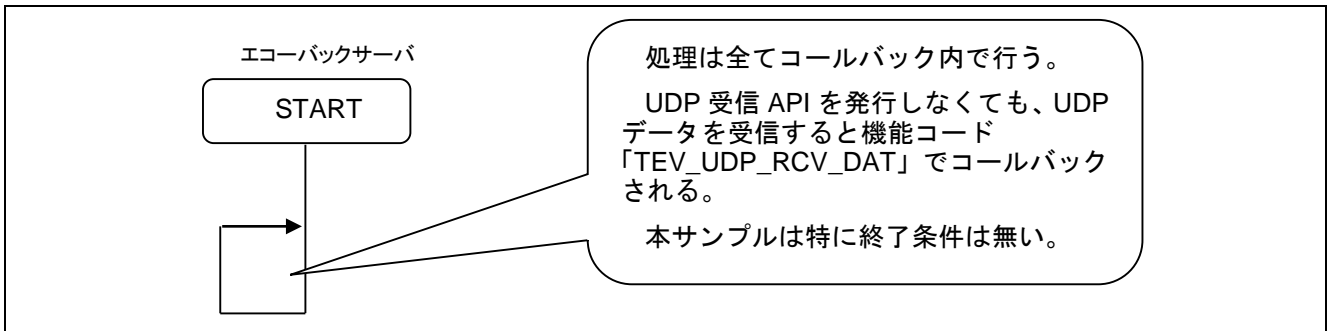 エコーバックサーバ
START
処理は全てコールバック内で行う。
UDP 受信 API を発行しなくても、UDP
データを受信すると機能コード
「TEV_UDP_RCV_DAT」でコールバック
される。
本サンプルは特に終了条件は無い。